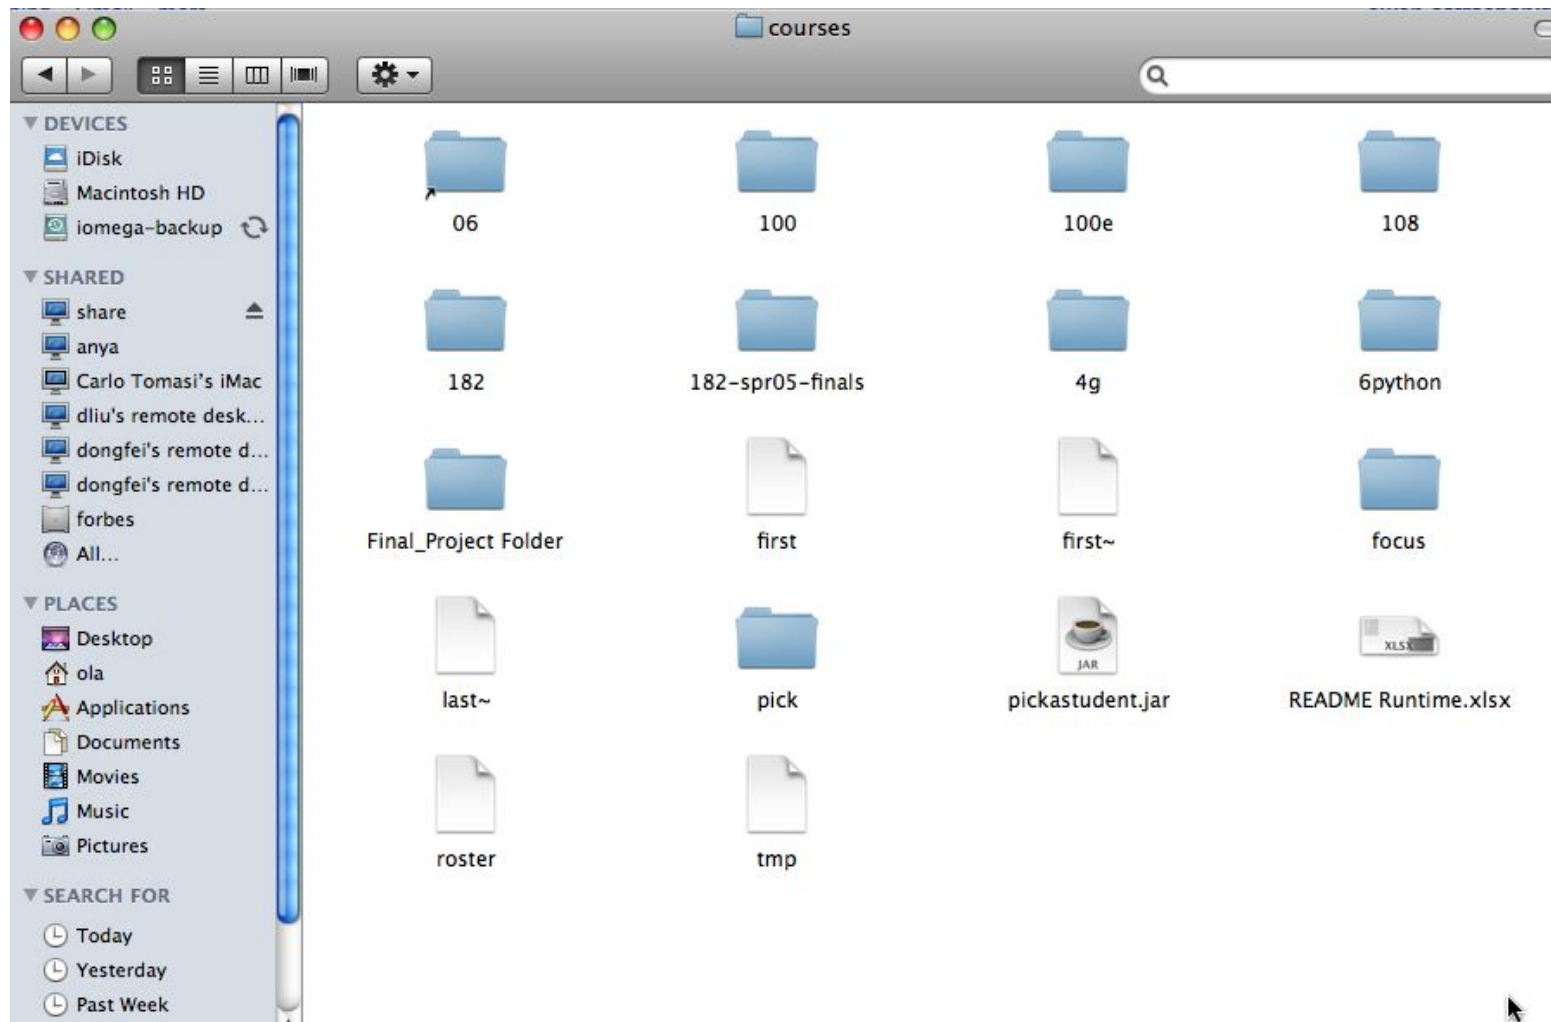 courses
DEVICES
iDisk
Macintosh HD
iomega-backup
SHARED
share
anya
Carlo Tomasi's iMac
dliu's remote desk...
dongfei's remote d...
dongfei's remote d...
forbes
All...
PLACES
Desktop
ola
Applications
Documents
Movies
Music
Pictures
SEARCH FOR
Today
Yesterday
Past Week
06 100 100e 108
182 182-spr05-finals 4g 6python
Final_Project Folder first first~ focus
JAR XLSX
last~ pick pickastudent.jar README Runtime.xlsx
roster tmp